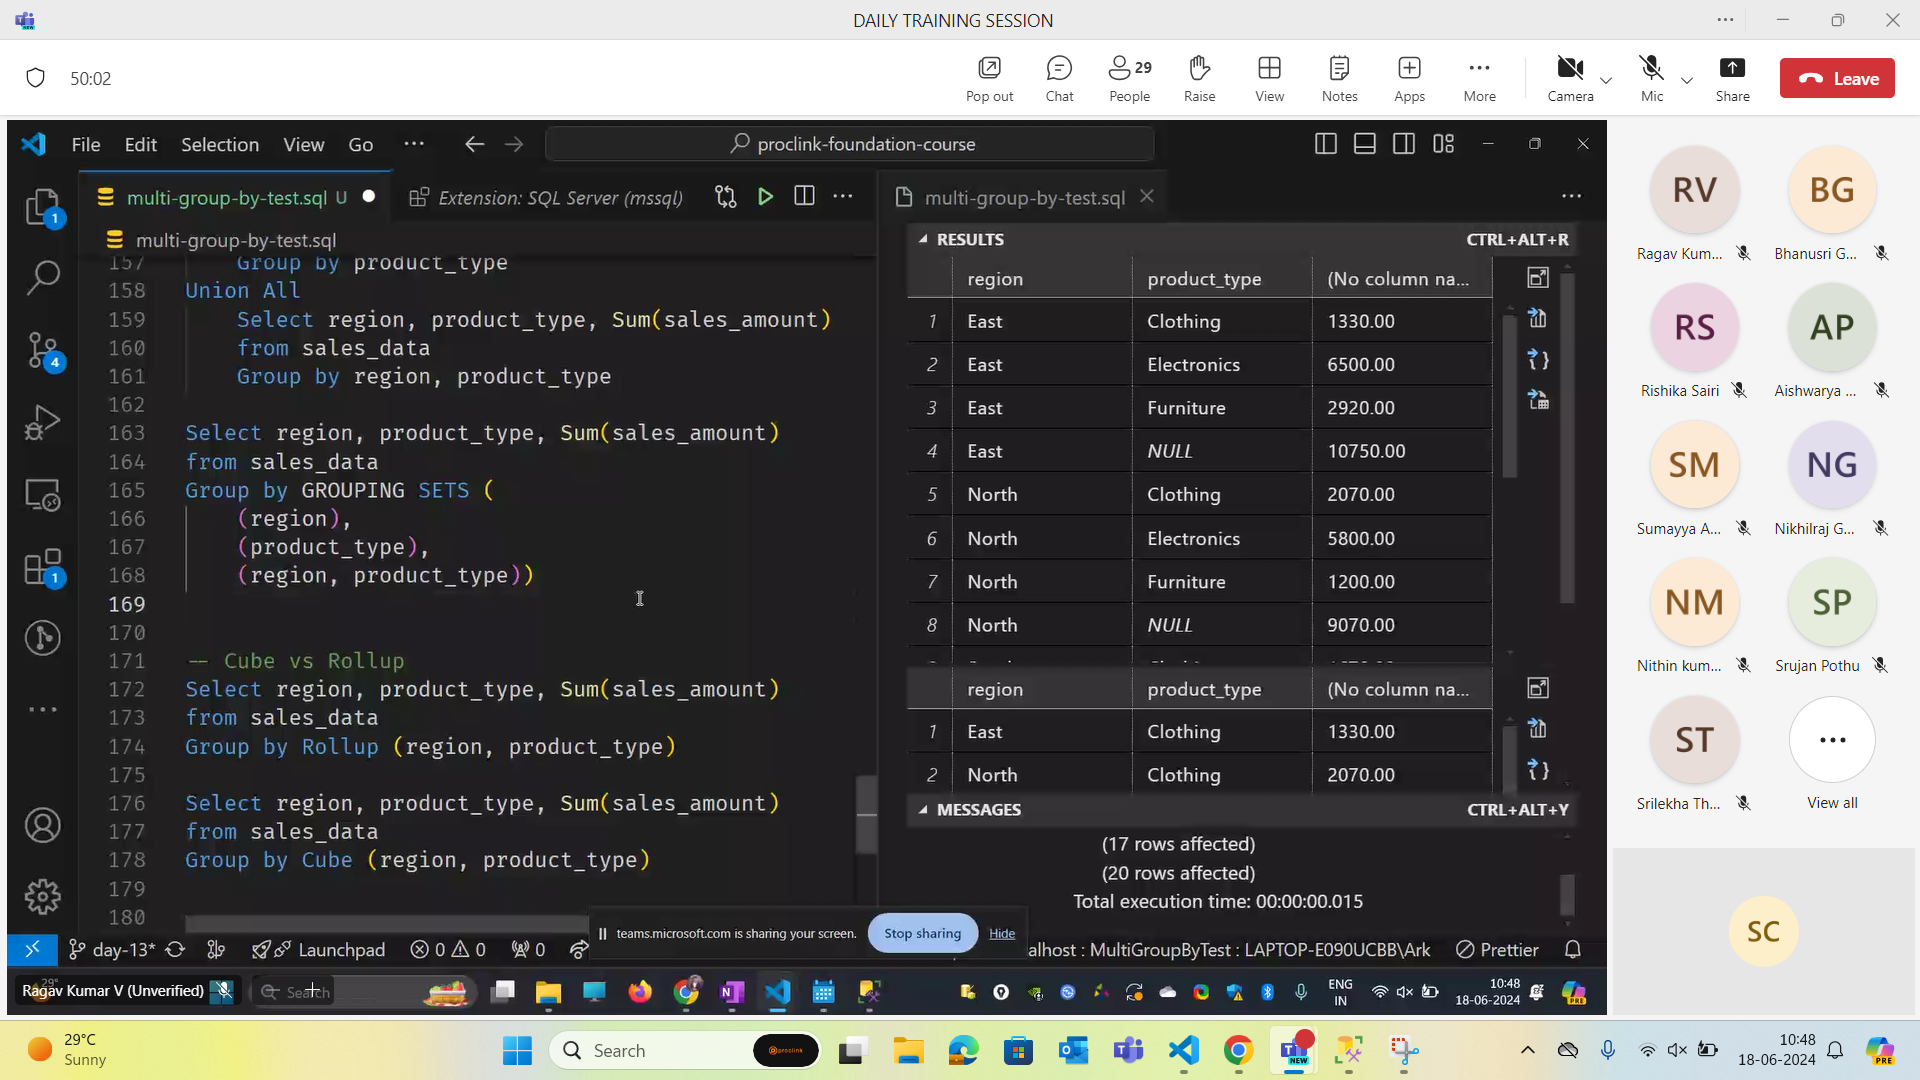 DAILY TRAINING SESSION
50:02
Pop out
Chat
29
People
Raise
View
Notes
Apps
More
Camera
Mic
Share
Leave
File Edit Selection View Go
proclink-foundation-course
multi-group-by-test.sql U
Extension: SQL Server (mssql)
multi-group-by-test.sql
multi-group-by-test.sql
157 Group by product_type
158 Union All
159 Select region, product_type, Sum(sales_amount)
160 from sales_data
161 Group by region, product_type
162
163 Select region, product_type, Sum(sales_amount)
164 from sales_data
165 Group by GROUPING SETS (
166 (region),
167 (product_type),
168 (region, product_type))
169
170
171 -- Cube vs Rollup
172 Select region, product_type, Sum(sales_amount)
173 from sales_data
174 Group by Rollup (region, product_type)
175
176 Select region, product_type, Sum(sales_amount)
177 from sales_data
178 Group by Cube (region, product_type)
179
180
1
4
1
RESULTS CTRL+ALT+R
region product_type (No column na...
1 East Clothing 1330.00
2 East Electronics 6500.00
3 East Furniture 2920.00
4 East NULL 10750.00
5 North Clothing 2070.00
6 North Electronics 5800.00
7 North Furniture 1200.00
8 North NULL 9070.00
region product_type (No column na...
1 East Clothing 1330.00
2 North Clothing 2070.00
MESSAGES CTRL+ALT+Y
(17 rows affected)
(20 rows affected)
Total execution time: 00:00:00.015
teams.microsoft.com is sharing your screen. Stop sharing Hide
day-13* Launchpad 0 0 0
alhost : MultiGroupByTest : LAPTOP-E090UCBB\Ark Prettier
Ragav Kumar V (Unverified)
Search
ENG
IN
10:48
18-06-2024
PRE
RV
Ragav Kum...
BG
Bhanusri G...
RS
Rishika Sairi
AP
Aishwarya ...
SM
Sumayya A...
NG
Nikhilraj G...
NM
Nithin kum...
SP
Srujan Pothu
ST
Srilekha Th...
View all
SC
29°C
Sunny
Search
proclink
NEW
10:48
18-06-2024
PRE